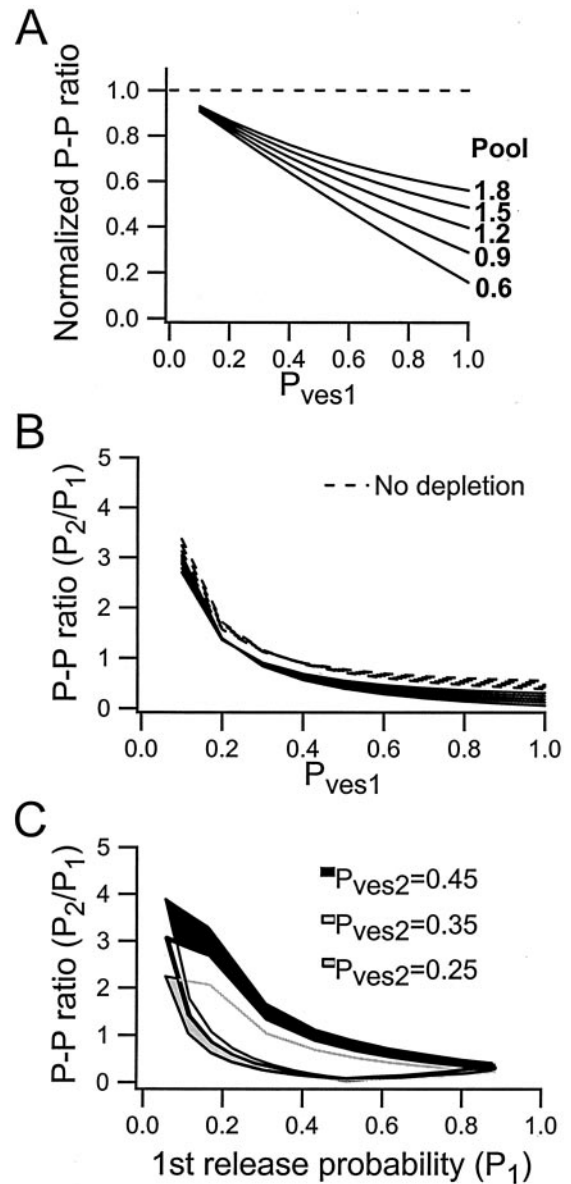 A
Normalized P-P ratio
1.0
0.8
0.6
0.4
0.2
0.0
Pool
1.8
1.5
1.2
0.9
0.6
0.0 0.2 0.4 0.6 0.8 1.0
Pves1
B
P-P ratio (P2/P1)
5
4
3
2
1
0
No depletion
0.0 0.2 0.4 0.6 0.8 1.0
Pves1
C
P-P ratio (P2/P1)
5
4
3
2
1
0
Pves2=0.45
Pves2=0.35
Pves2=0.25
0.0 0.2 0.4 0.6 0.8 1.0
1st release probability (P1)